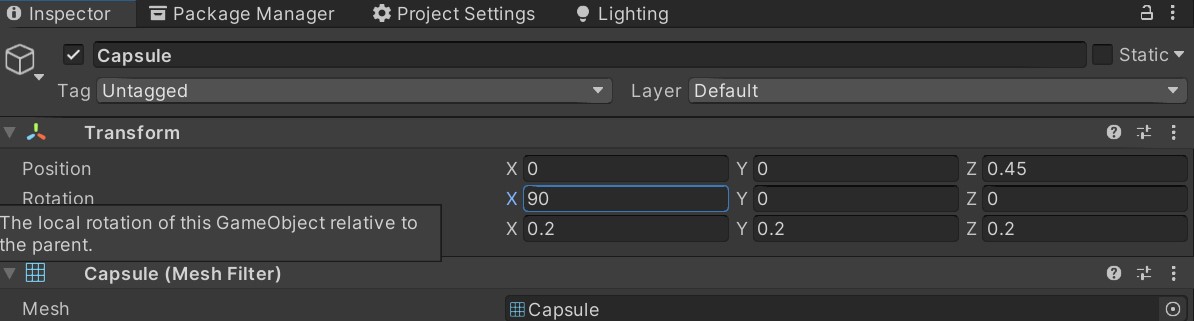 Inspector Package Manager Project Settings Lighting
Capsule Static
Tag Untagged Layer Default
Transform
Position X 0 Y 0 Z 0.45
Rotation X 90 Y 0 Z 0
The local rotation of this GameObject relative to
the parent.
X 0.2 Y 0.2 Z 0.2
Capsule (Mesh Filter)
Mesh Capsule